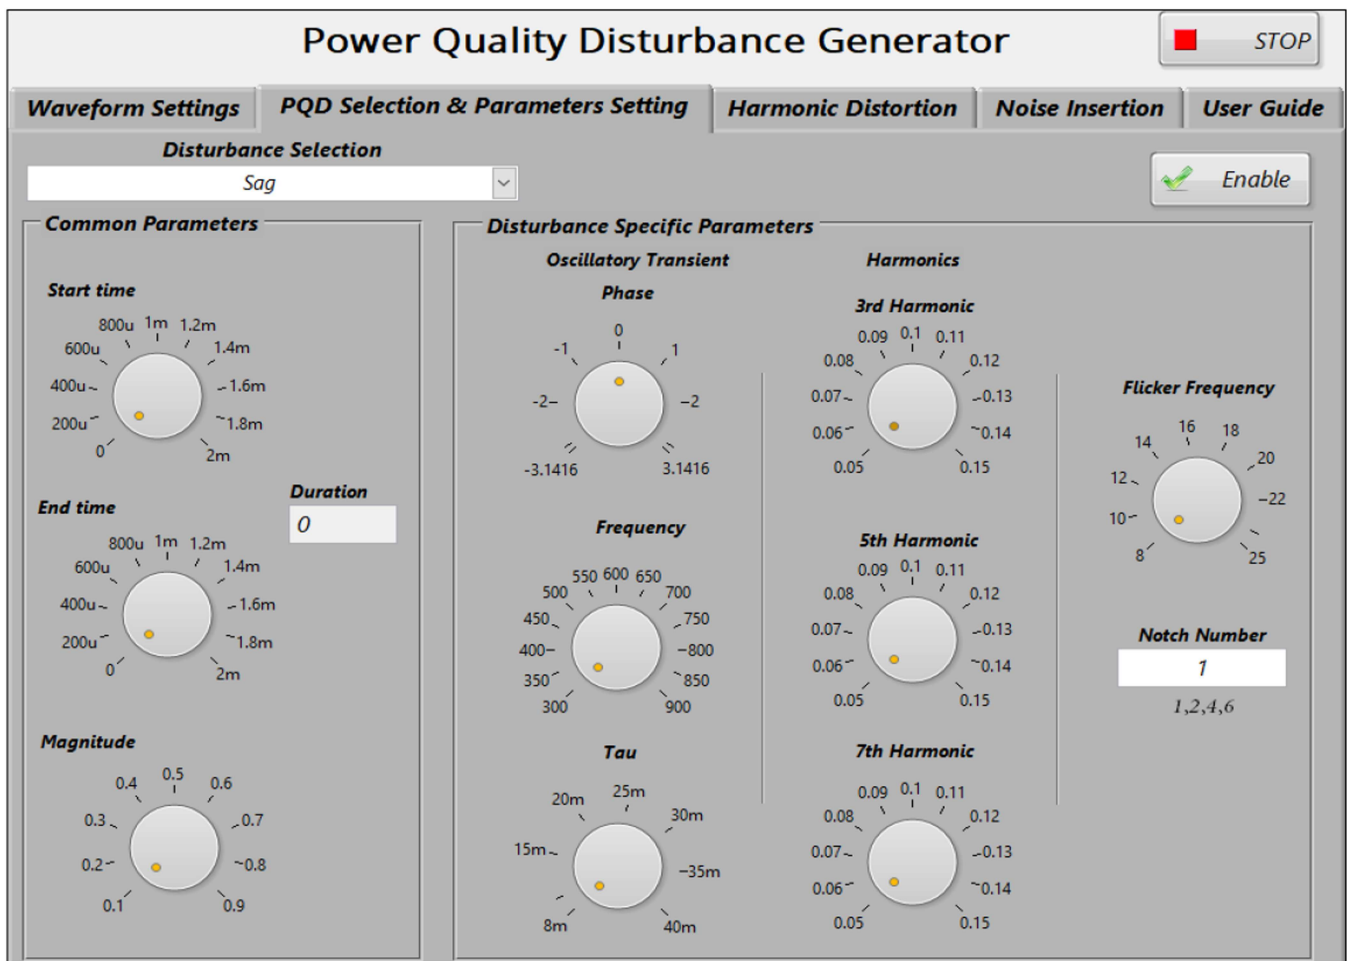 Power Quality Disturbance Generator
STOP
Waveform Settings
PQD Selection & Parameters Setting
Harmonic Distortion
Noise Insertion
User Guide
Disturbance Selection
Sag
Enable
Common Parameters
Start time
0
200u
400u
600u
800u
1m
1.2m
1.4m
1.6m
1.8m
2m
End time
0
200u
400u
600u
800u
1m
1.2m
1.4m
1.6m
1.8m
2m
Duration
0
Magnitude
0.1
0.2
0.3
0.4
0.5
0.6
0.7
0.8
0.9
Disturbance Specific Parameters
Oscillatory Transient
Phase
-3.1416
-2
-1
0
1
2
3.1416
Frequency
300
350
400
450
500
550
600
650
700
750
800
850
900
Tau
8m
15m
20m
25m
30m
35m
40m
Harmonics
3rd Harmonic
0.05
0.06
0.07
0.08
0.09
0.1
0.11
0.12
0.13
0.14
0.15
5th Harmonic
0.05
0.06
0.07
0.08
0.09
0.1
0.11
0.12
0.13
0.14
0.15
7th Harmonic
0.05
0.06
0.07
0.08
0.09
0.1
0.11
0.12
0.13
0.14
0.15
Flicker Frequency
8
10
12
14
16
18
20
22
25
Notch Number
1
1,2,4,6